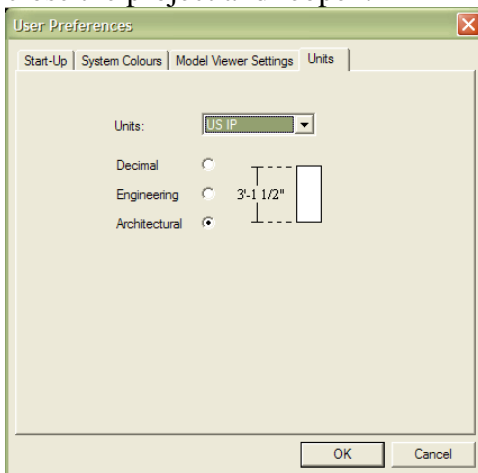 User Preferences
Start-Up
System Colours
Model Viewer Settings
Units
Units:
US IP
Decimal
Engineering
3'-1 1/2"
Architectural
OK
Cancel